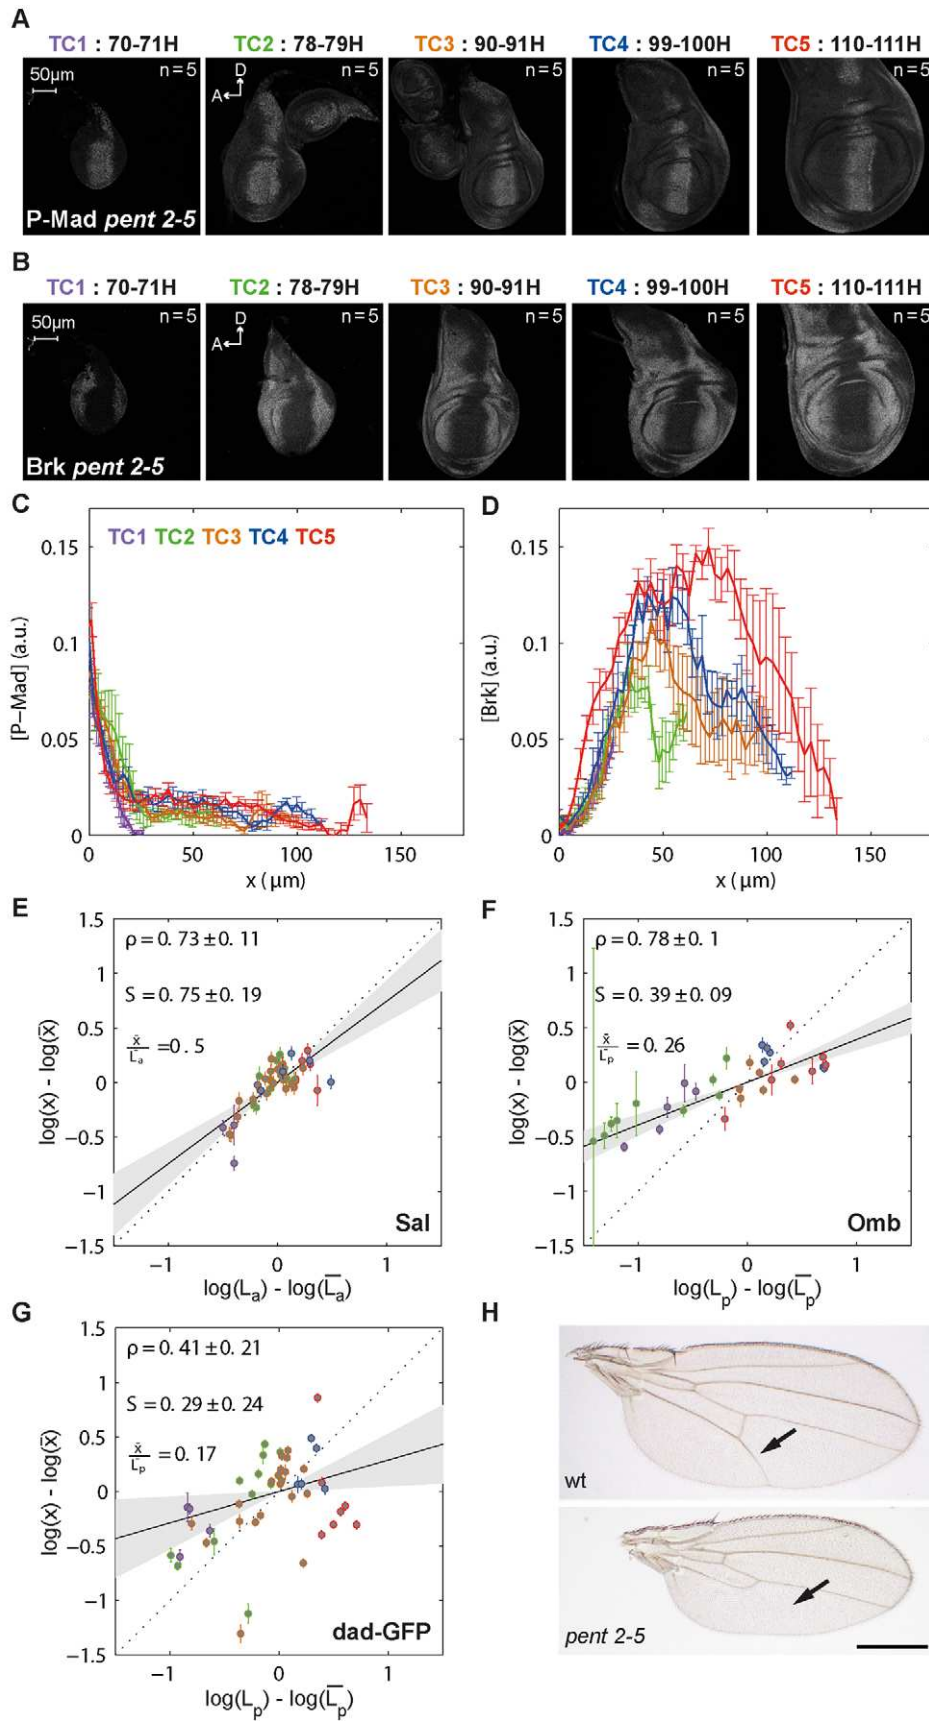 A
TC1 : 70-71H TC2 : 78-79H TC3 : 90-91H TC4 : 99-100H TC5 : 110-111H
50µm n=5 D A n=5 n=5 n=5 n=5
P-Mad pent 2-5
B
TC1 : 70-71H TC2 : 78-79H TC3 : 90-91H TC4 : 99-100H TC5 : 110-111H
50µm n=5 D A n=5 n=5 n=5 n=5
Brk pent 2-5
C
TC1 TC2 TC3 TC4 TC5
0.15
0.1
0.05
0
[P-Mad] (a.u.)
0 50 100 150
x (µm)
D
0.15
0.1
0.05
0
[Brk] (a.u.)
0 50 100 150
x (µm)
E
1.5
1
0.5
0
−0.5
−1
−1.5
log(x) - log(x̄)
ρ=0.73±0.11
S=0.75±0.19
x̄/L̄a=0.5
Sal
−1 0 1
log(La) - log(L̄a)
F
1.5
1
0.5
0
−0.5
−1
−1.5
log(x) - log(x̄)
ρ=0.78±0.1
S=0.39±0.09
x̄/L̄p=0.26
Omb
−1 0 1
log(Lp) - log(L̄p)
G
1.5
1
0.5
0
−0.5
−1
−1.5
log(x) - log(x̄)
ρ=0.41±0.21
S=0.29±0.24
x̄/L̄p=0.17
dad-GFP
−1 0 1
log(Lp) - log(L̄p)
H
wt
pent 2-5